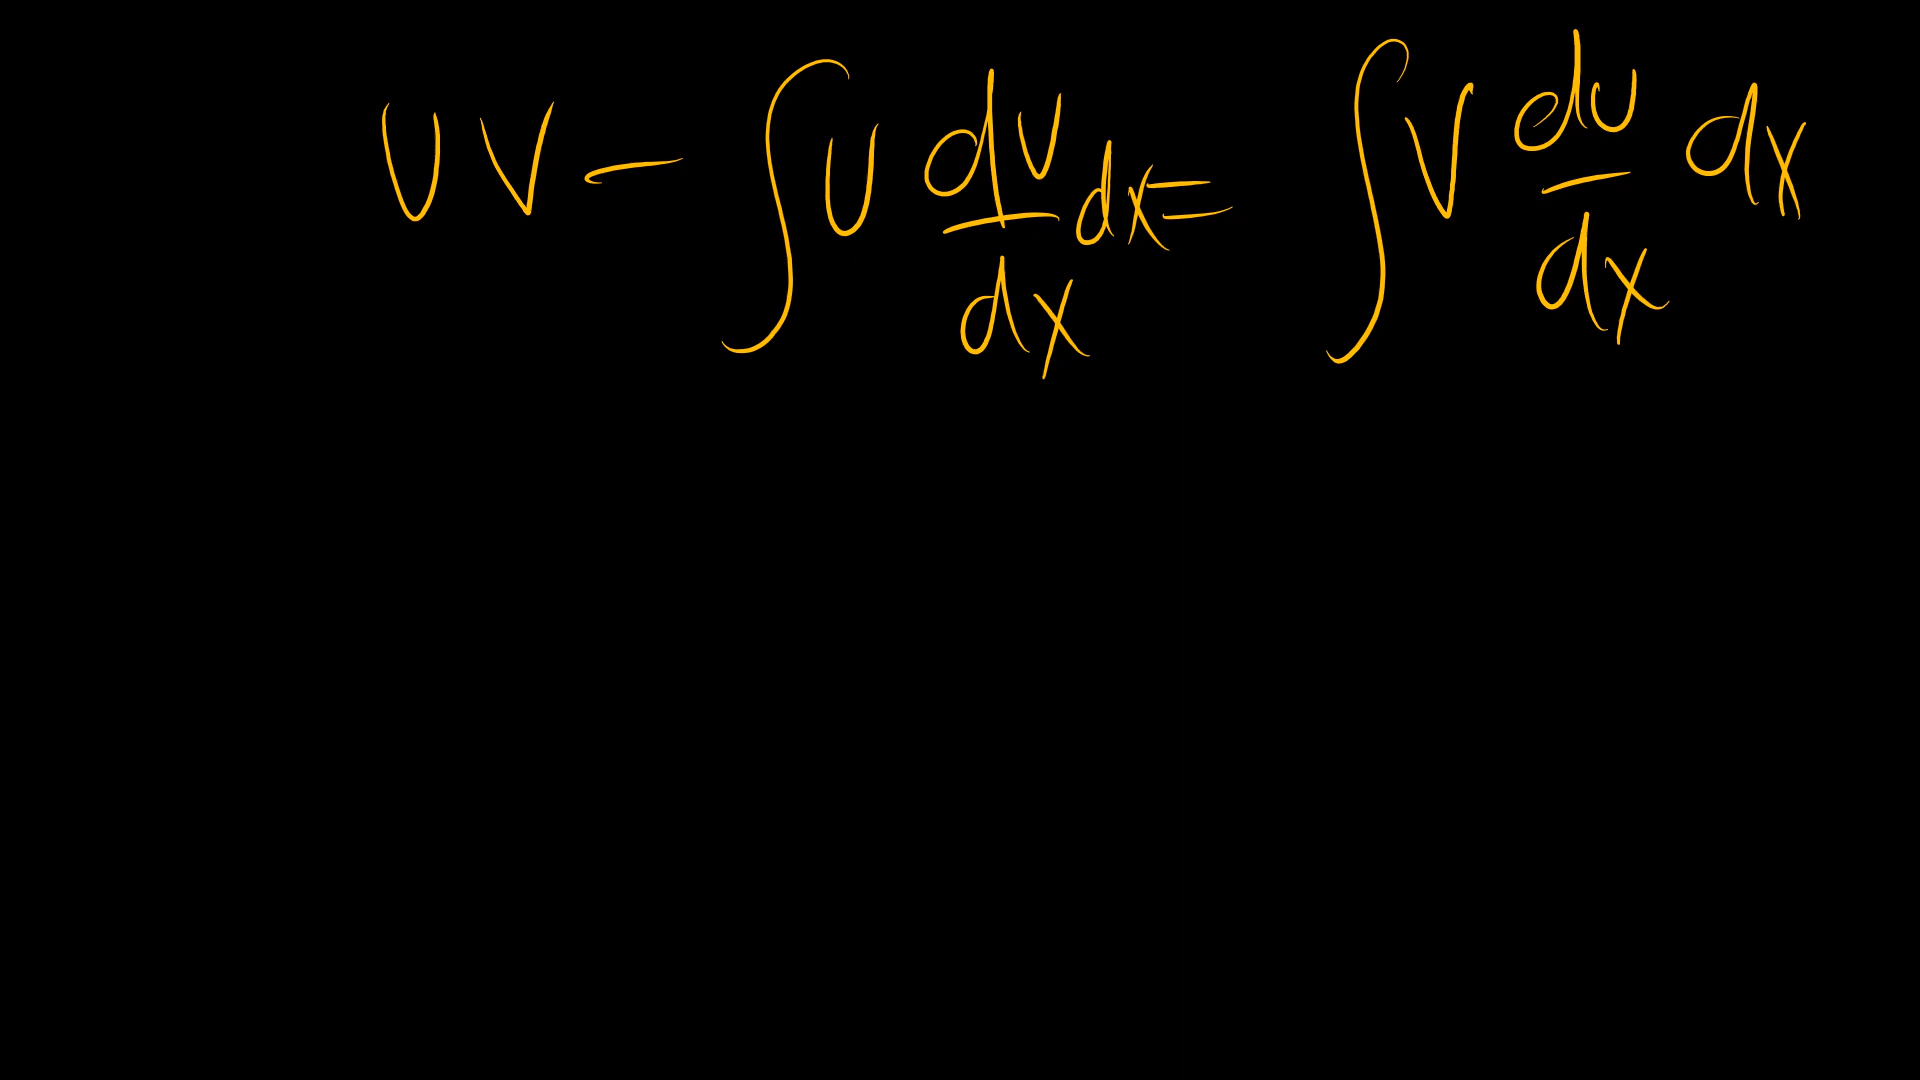 UV - ∫ U dv/dx dx = ∫ V du/dx dx